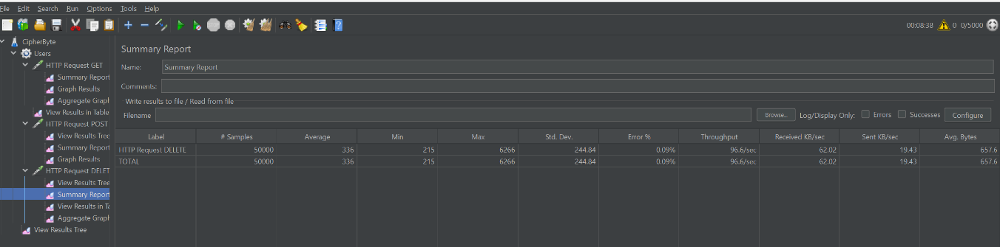 File Edit Search Run Options Tools Help
00:08:38 0 0/5000
CipherByte
Users
HTTP Request GET
Summary Report
Graph Results
Aggregate Graph
View Results in Table
HTTP Request POST
View Results Tree
Summary Report
Graph Results
HTTP Request DELET
View Results Tree
Summary Report
View Results in Ta
Aggregate Graph
View Results Tree
Summary Report
Name: Summary Report
Comments:
Write results to file / Read from file
Filename Browse... Log/Display Only: Errors Successes Configure
Label # Samples Average Min Max Std. Dev. Error % Throughput Received KB/sec Sent KB/sec Avg. Bytes
HTTP Request DELETE 50000 336 215 6266 244.84 0.09% 96.6/sec 62.02 19.43 657.6
TOTAL 50000 336 215 6266 244.84 0.09% 96.6/sec 62.02 19.43 657.6